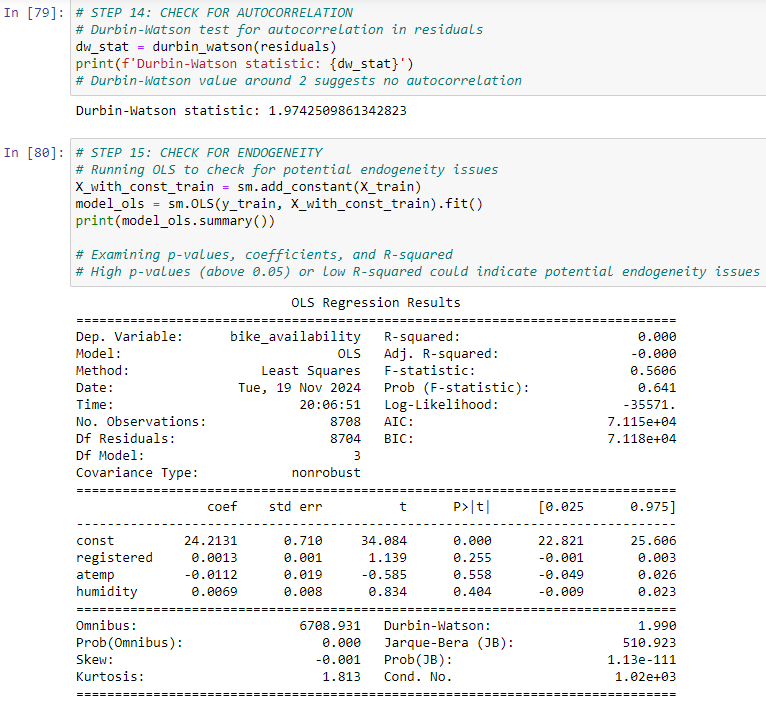 In [79]: # STEP 14: CHECK FOR AUTOCORRELATION
# Durbin-Watson test for autocorrelation in residuals
dw_stat = durbin_watson(residuals)
print(f'Durbin-Watson statistic: {dw_stat}')
# Durbin-Watson value around 2 suggests no autocorrelation
Durbin-Watson statistic: 1.9742509861342823
In [80]: # STEP 15: CHECK FOR ENDOGENEITY
# Running OLS to check for potential endogeneity issues
X_with_const_train = sm.add_constant(X_train)
model_ols = sm.OLS(y_train, X_with_const_train).fit()
print(model_ols.summary())
# Examining p-values, coefficients, and R-squared
# High p-values (above 0.05) or low R-squared could indicate potential endogeneity issues
OLS Regression Results
==============================================================================
Dep. Variable: bike_availability R-squared: 0.000
Model: OLS Adj. R-squared: -0.000
Method: Least Squares F-statistic: 0.5606
Date: Tue, 19 Nov 2024 Prob (F-statistic): 0.641
Time: 20:06:51 Log-Likelihood: -35571.
No. Observations: 8708 AIC: 7.115e+04
Df Residuals: 8704 BIC: 7.118e+04
Df Model: 3
Covariance Type: nonrobust
==============================================================================
coef std err t P>|t| [0.025 0.975]
------------------------------------------------------------------------------
const 24.2131 0.710 34.084 0.000 22.821 25.606
registered 0.0013 0.001 1.139 0.255 -0.001 0.003
atemp -0.0112 0.019 -0.585 0.558 -0.049 0.026
humidity 0.0069 0.008 0.834 0.404 -0.009 0.023
==============================================================================
Omnibus: 6708.931 Durbin-Watson: 1.990
Prob(Omnibus): 0.000 Jarque-Bera (JB): 510.923
Skew: -0.001 Prob(JB): 1.13e-111
Kurtosis: 1.813 Cond. No. 1.02e+03
==============================================================================